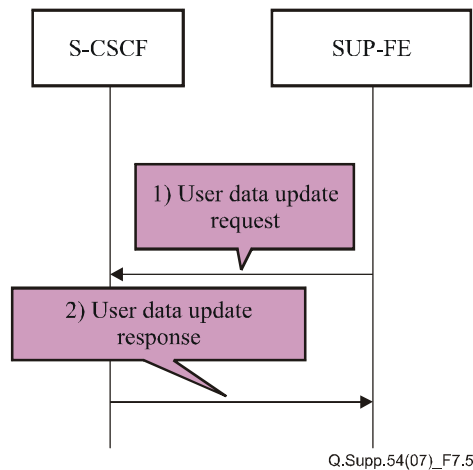 S-CSCF
SUP-FE
1) User data update
request
2) User data update
response
Q.Supp.54(07)_F7.5